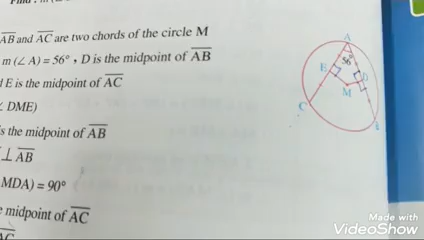 AB and AC are two chords of the circle M
m (∠ A) = 56° , D is the midpoint of AB
E is the midpoint of AC
DME)
s the midpoint of AB
⊥ AB
MDA) = 90°
midpoint of AC
AC
A
56°
E
D
M
C
Made with
VideoShow